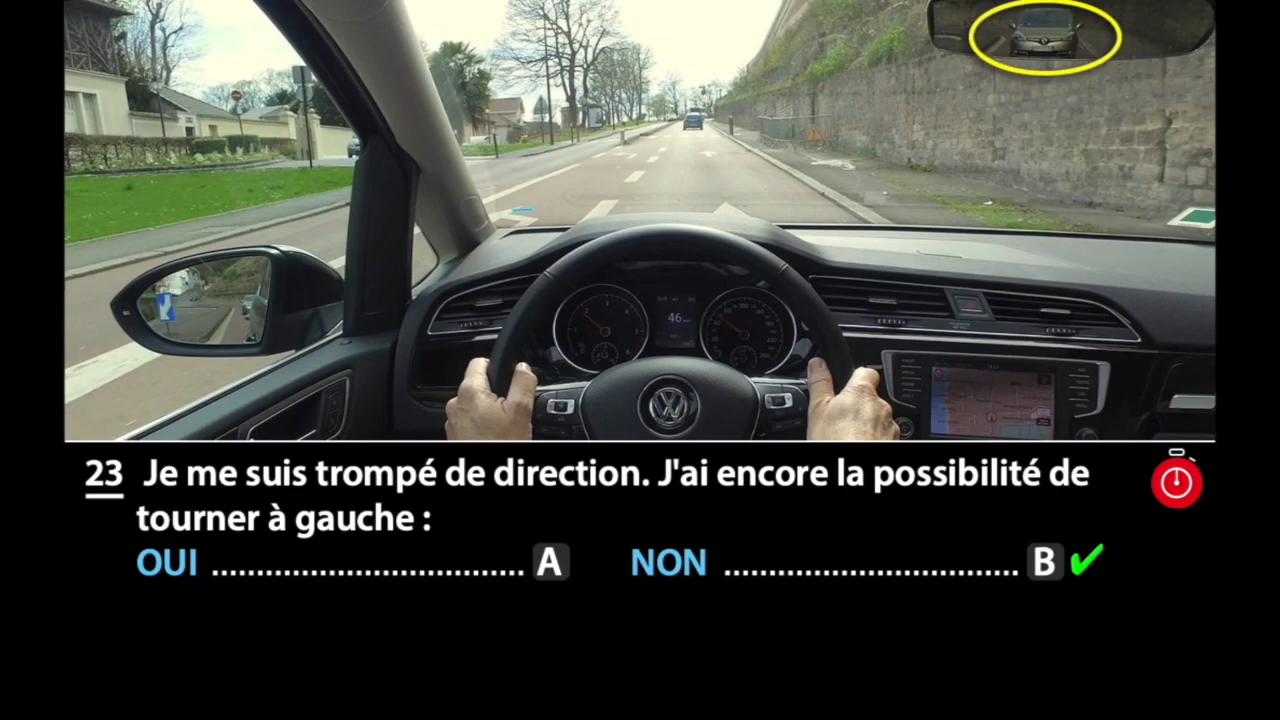 46
23 Je me suis trompé de direction. J'ai encore la possibilité de
tourner à gauche :
OUI .................................. A NON ................................ B ✔